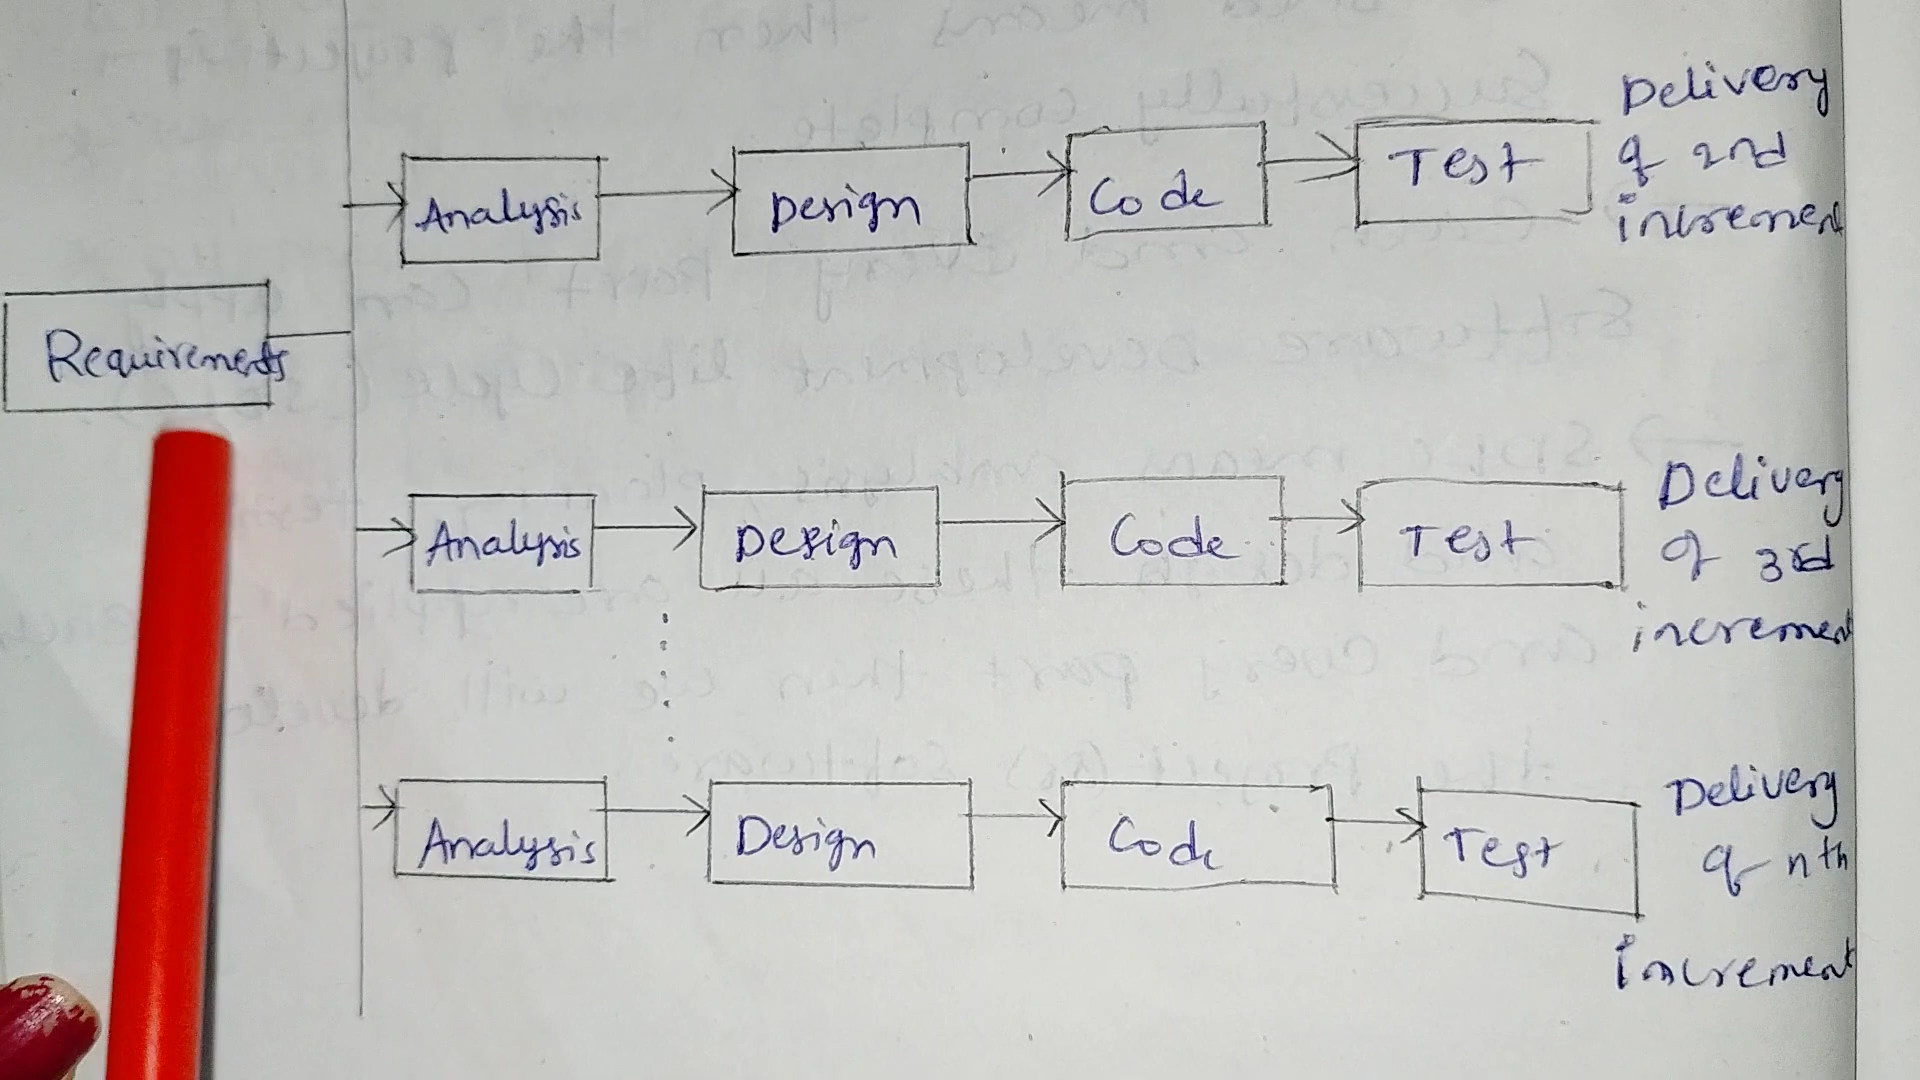 Requirements
Analysis
Design
Code
Test
Delivery
of 2nd
increment
Analysis
Design
Code
Test
Delivery
of 3rd
increment
Analysis
Design
Code
Test
Delivery
of nth
increment